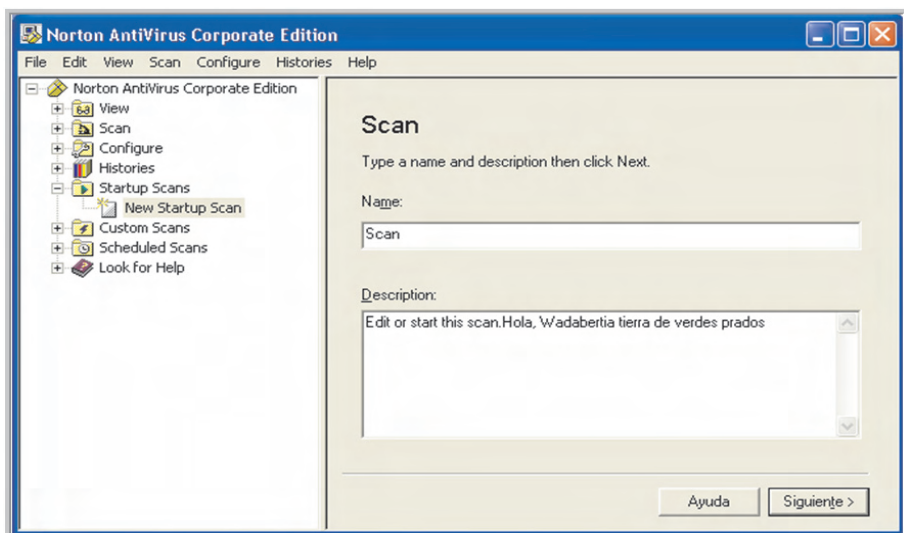 Norton AntiVirus Corporate Edition
File Edit View Scan Configure Histories Help
Norton AntiVirus Corporate Edition
View
Scan
Configure
Histories
Startup Scans
New Startup Scan
Custom Scans
Scheduled Scans
Look for Help
Scan
Type a name and description then click Next.
Name:
Scan
Description:
Edit or start this scan.Hola, Wadabertia tierra de verdes prados
Ayuda Siguiente >